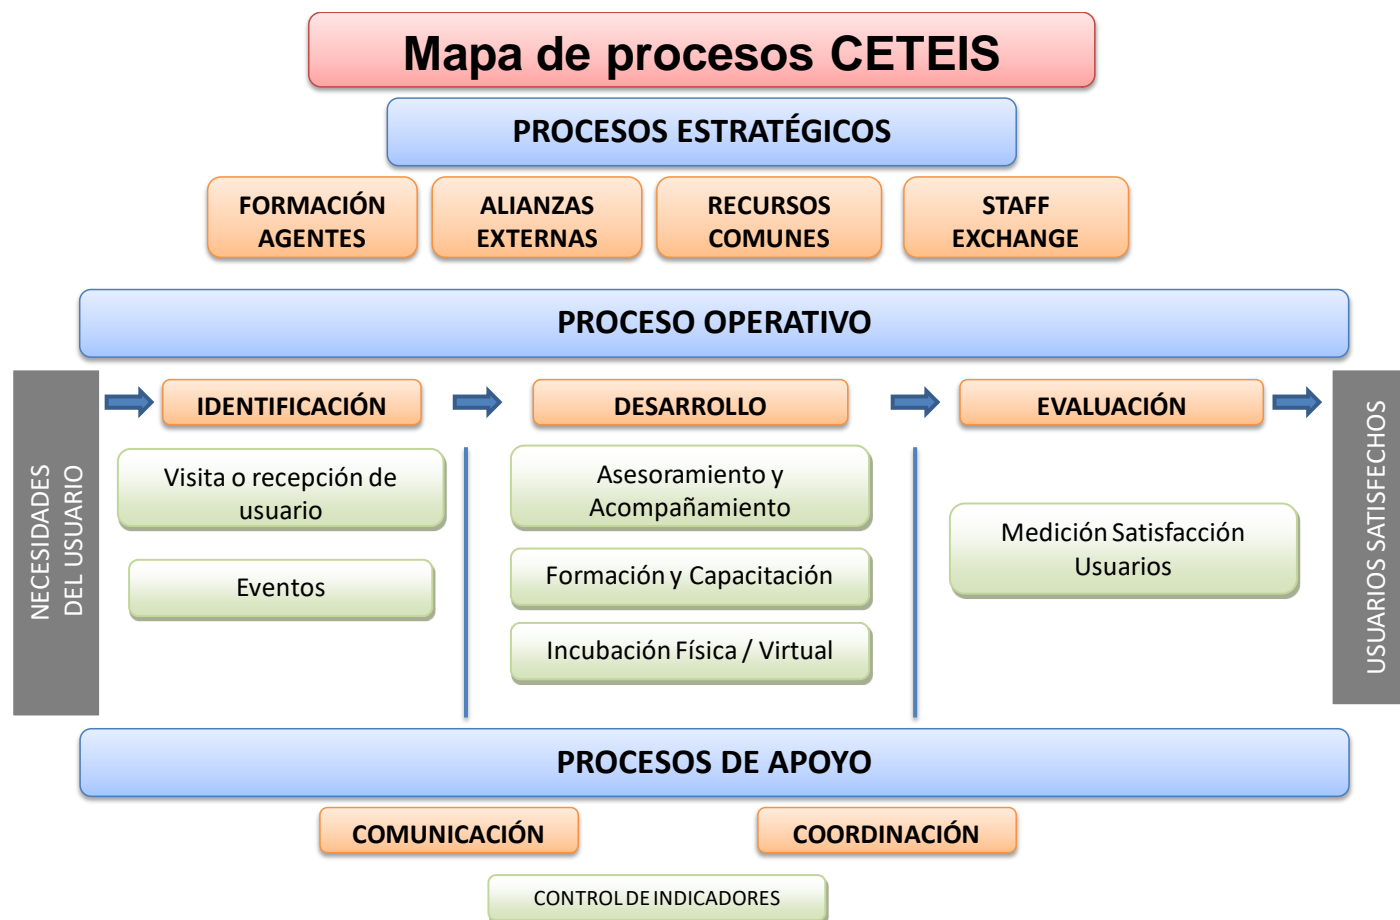 Mapa de procesos CETEIS
PROCESOS ESTRATÉGICOS
FORMACIÓN
AGENTES
ALIANZAS
EXTERNAS
RECURSOS
COMUNES
STAFF
EXCHANGE
PROCESO OPERATIVO
NECESIDADES
DEL USUARIO
IDENTIFICACIÓN
Visita o recepción de
usuario
Eventos
DESARROLLO
Asesoramiento y
Acompañamiento
Formación y Capacitación
Incubación Física / Virtual
EVALUACIÓN
Medición Satisfacción
Usuarios
USUARIOS SATISFECHOS
PROCESOS DE APOYO
COMUNICACIÓN
COORDINACIÓN
CONTROL DE INDICADORES